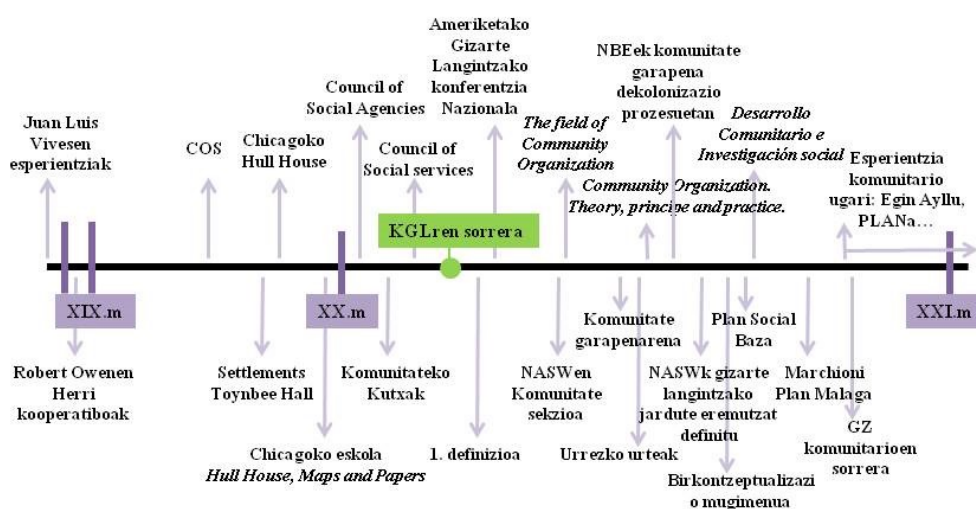 Juan Luis
Vivesen
esperientziak
COS
Chicagoko
Hull House
Council of
Social Agencies
Council of
Social services
Ameriketako
Gizarte
Langintzako
konferentzia
Nazionala
The field of
Community
Organization
Community Organization.
Theory, principe and practice.
NBEek komunitate
garapena
dekolonizazio
prozesuetan
Desarrollo
Comunitario e
Investigación social
Esperientzia
komunitario
ugari: Egin Ayllu,
PLANa…
KGLren sorrera
XIX.m
XX.m
XXI.m
Robert Owenen
Herri
kooperatiboak
Settlements
Toynbee Hall
Chicagoko eskola
Hull House, Maps and Papers
Komunitateko
Kutxak
1. definizioa
NASWen
Komunitate
sekzioa
Komunitate
garapenarena
Urrezko urteak
NASWk gizarte
langintzako
jardute eremutzat
definitu
Birkontzeptualizazi
o mugimenua
Plan Social
Baza
Marchioni
Plan Malaga
GZ
komunitarioen
sorrera